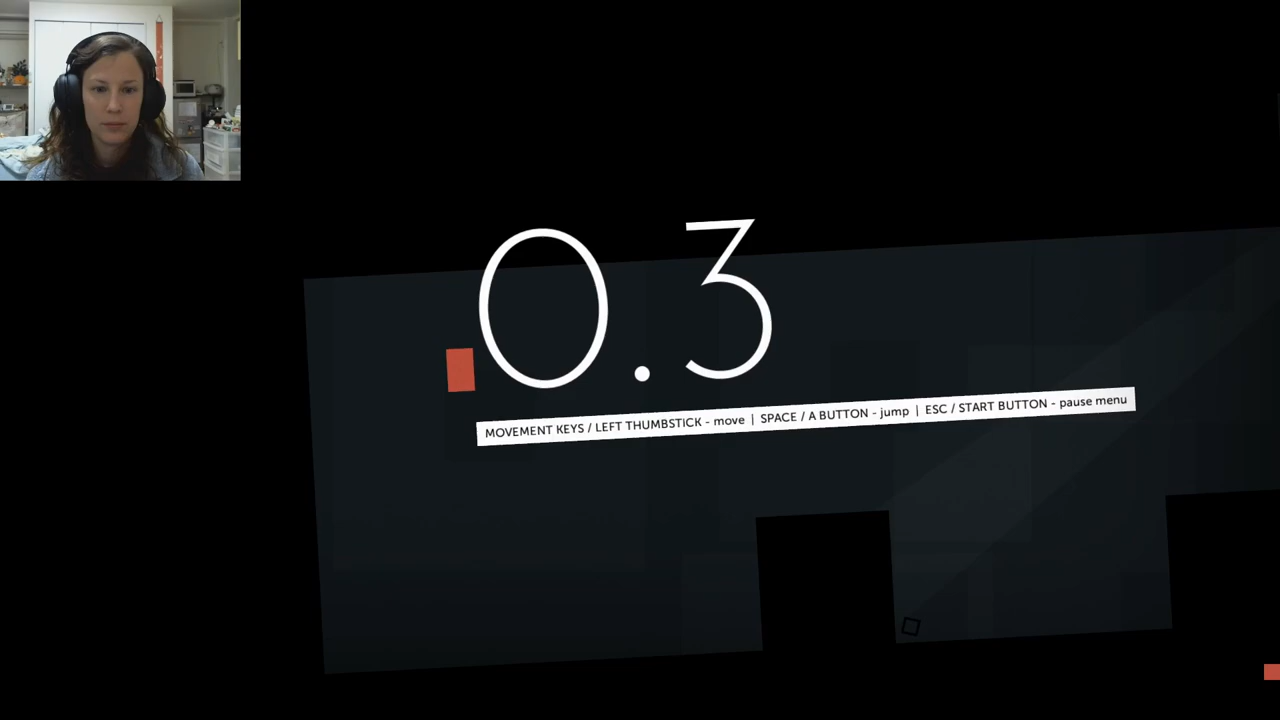 0.3
MOVEMENT KEYS / LEFT THUMBSTICK - move | SPACE / A BUTTON - jump | ESC / START BUTTON - pause menu